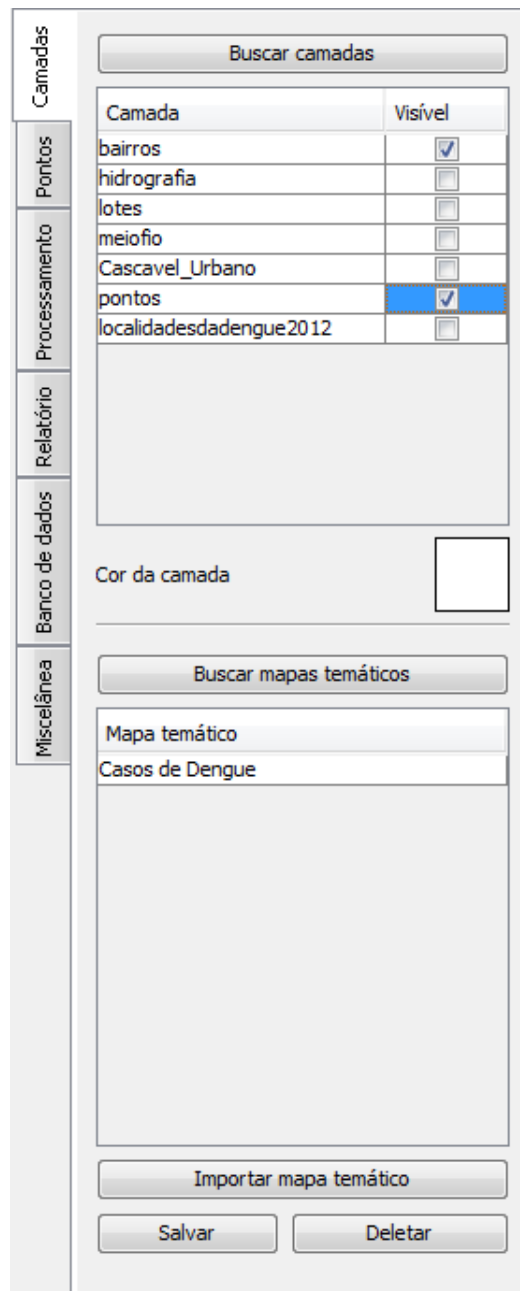 Camadas
Pontos
Processamento
Relatório
Banco de dados
Miscelânea
Buscar camadas
Camada Visível
bairros
hidrografia
lotes
meiofio
Cascavel_Urbano
pontos
localidadesdadengue2012
Cor da camada
Buscar mapas temáticos
Mapa temático
Casos de Dengue
Importar mapa temático
Salvar Deletar